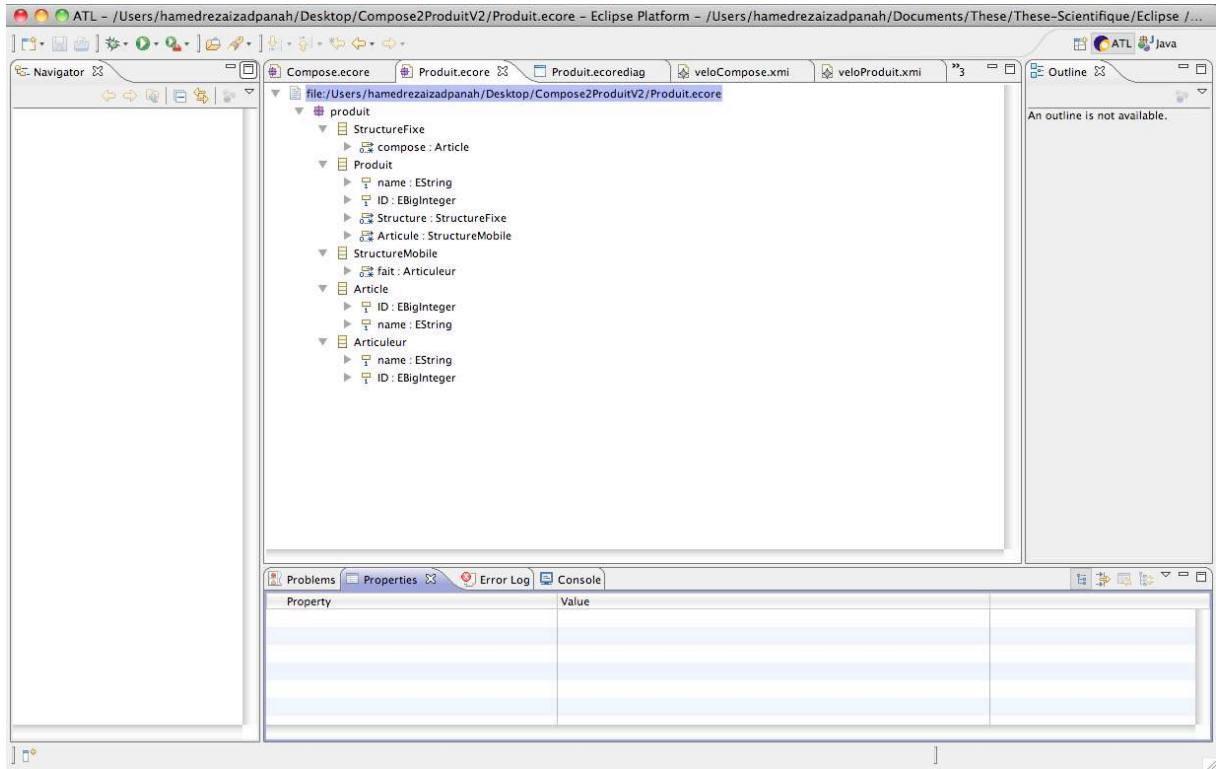 ATL - /Users/hamedrezaizadpanah/Desktop/Compose2ProduitV2/Produit.ecore - Eclipse Platform - /Users/hamedrezaizadpanah/Documents/These/These-Scientifique/Eclipse /...
ATL Java
Navigator
Compose.ecore Produit.ecore Produit.ecorediag veloCompose.xmi veloProduit.xmi »3
Outline
file:/Users/hamedrezaizadpanah/Desktop/Compose2ProduitV2/Produit.ecore
An outline is not available.
produit
StructureFixe
compose : Article
Produit
name : EString
ID : EBigInteger
Structure : StructureFixe
Articule : StructureMobile
StructureMobile
fait : Articuleur
Article
ID : EBigInteger
name : EString
Articuleur
name : EString
ID : EBigInteger
Problems Properties Error Log Console
Property Value